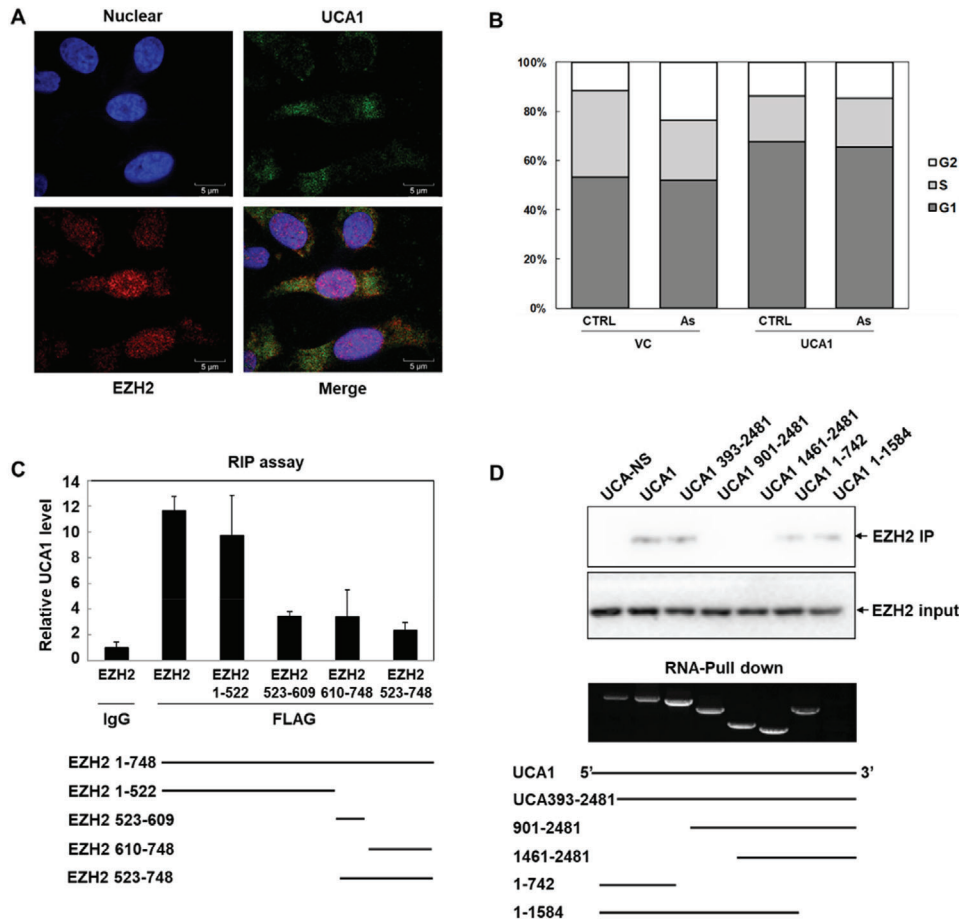 A
Nuclear
UCA1
5 µm
5 µm
5 µm
5 µm
EZH2
Merge
B
100%
80%
60%
40%
20%
0%
CTRL
As
CTRL
As
VC
UCA1
G2
S
G1
C
RIP assay
Relative UCA1 level
14
12
10
8
6
4
2
0
EZH2
EZH2
EZH2
1-522
EZH2
523-609
EZH2
610-748
EZH2
523-748
IgG
FLAG
EZH2 1-748
EZH2 1-522
EZH2 523-609
EZH2 610-748
EZH2 523-748
D
UCA-NS
UCA1
UCA1 393-2481
UCA1 901-2481
UCA1 1461-2481
UCA1 1-742
UCA1 1-1584
EZH2 IP
EZH2 input
RNA-Pull down
UCA1 5’ 3’
UCA393-2481
901-2481
1461-2481
1-742
1-1584